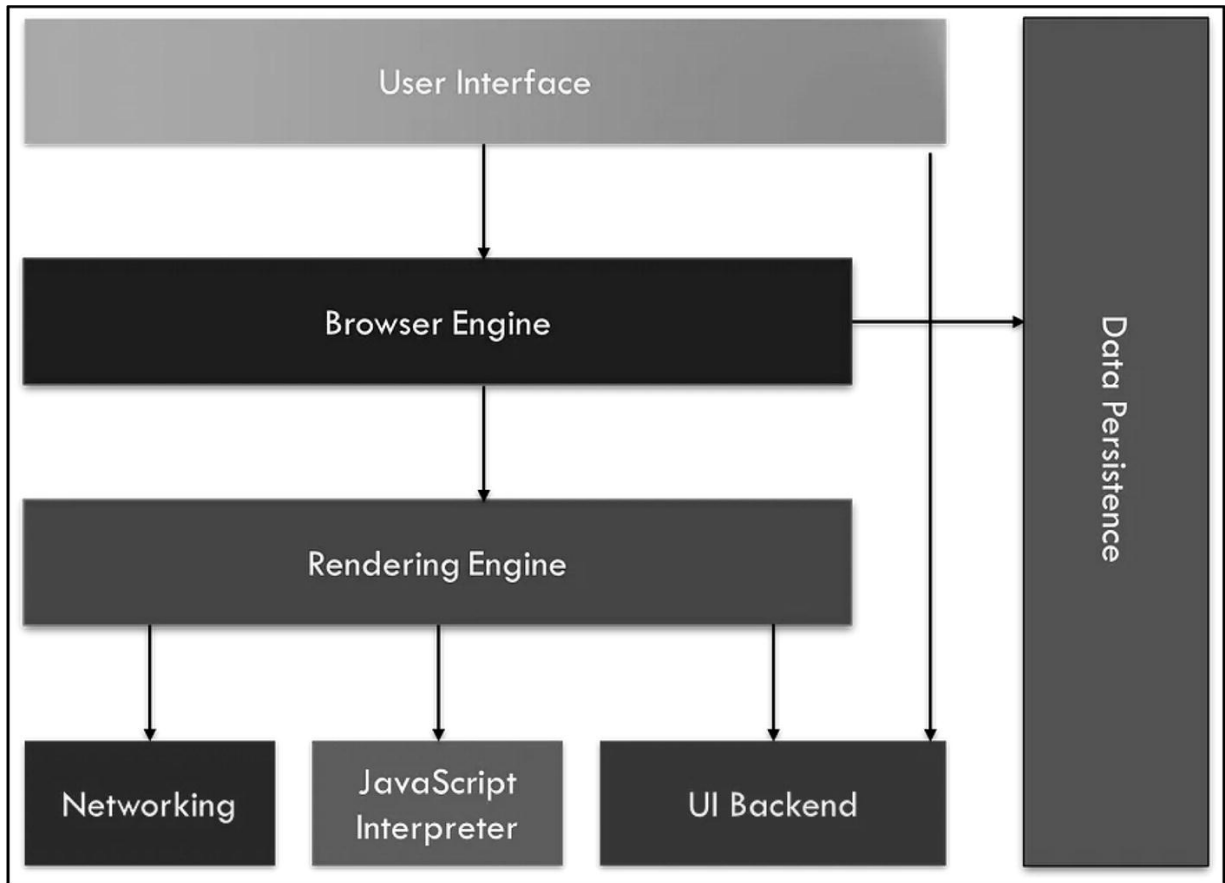 User Interface
Browser Engine
Data Persistence
Rendering Engine
Networking
JavaScript
Interpreter
UI Backend